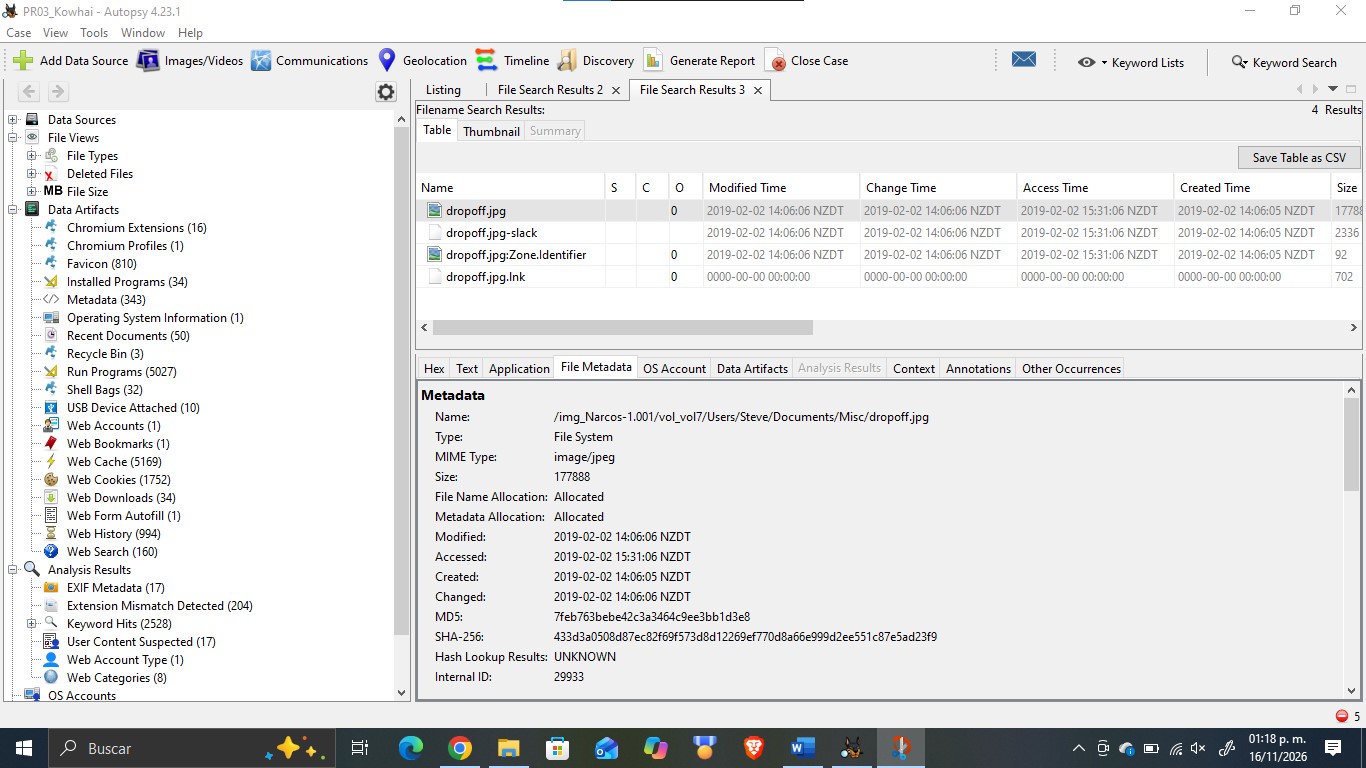 PR03_Kowhai - Autopsy 4.23.1
Case View Tools Window Help
Add Data Source Images/Videos Communications Geolocation Timeline Discovery Generate Report Close Case Keyword Lists Keyword Search
Data Sources
File Views
File Types
Deleted Files
MB File Size
Data Artifacts
Chromium Extensions (16)
Chromium Profiles (1)
Favicon (810)
Installed Programs (34)
Metadata (343)
Operating System Information (1)
Recent Documents (50)
Recycle Bin (3)
Run Programs (5027)
Shell Bags (32)
USB Device Attached (10)
Web Accounts (1)
Web Bookmarks (1)
Web Cache (5169)
Web Cookies (1752)
Web Downloads (34)
Web Form Autofill (1)
Web History (994)
Web Search (160)
Analysis Results
EXIF Metadata (17)
Extension Mismatch Detected (204)
Keyword Hits (2528)
User Content Suspected (17)
Web Account Type (1)
Web Categories (8)
OS Accounts
Listing File Search Results 2 File Search Results 3
Filename Search Results: 4 Results
Table Thumbnail Summary
Save Table as CSV
Name S C O Modified Time Change Time Access Time Created Time Size
dropoff.jpg 0 2019-02-02 14:06:06 NZDT 2019-02-02 14:06:06 NZDT 2019-02-02 15:31:06 NZDT 2019-02-02 14:06:05 NZDT 17788
dropoff.jpg-slack 2019-02-02 14:06:06 NZDT 2019-02-02 14:06:06 NZDT 2019-02-02 15:31:06 NZDT 2019-02-02 14:06:05 NZDT 2336
dropoff.jpg:Zone.Identifier 0 2019-02-02 14:06:06 NZDT 2019-02-02 14:06:06 NZDT 2019-02-02 15:31:06 NZDT 2019-02-02 14:06:05 NZDT 92
dropoff.jpg.lnk 0 0000-00-00 00:00:00 0000-00-00 00:00:00 0000-00-00 00:00:00 0000-00-00 00:00:00 702
Hex Text Application File Metadata OS Account Data Artifacts Analysis Results Context Annotations Other Occurrences
Metadata
Name: /img_Narcos-1.001/vol_vol7/Users/Steve/Documents/Misc/dropoff.jpg
Type: File System
MIME Type: image/jpeg
Size: 177888
File Name Allocation: Allocated
Metadata Allocation: Allocated
Modified: 2019-02-02 14:06:06 NZDT
Accessed: 2019-02-02 15:31:06 NZDT
Created: 2019-02-02 14:06:05 NZDT
Changed: 2019-02-02 14:06:06 NZDT
MD5: 7feb763bebe42c3a3464c9ee3bb1d3e8
SHA-256: 433d3a0508d87ec82f69f573d8d12269ef770d8a66e999d2ee551c87e5ad23f9
Hash Lookup Results: UNKNOWN
Internal ID: 29933
5
Buscar
01:18 p. m.
16/11/2026